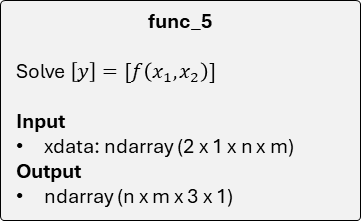 func_5
Solve [y] = [f(x₁,x₂)]
Input
• xdata: ndarray (2 x 1 x n x m)
Output
• ndarray (n x m x 3 x 1)